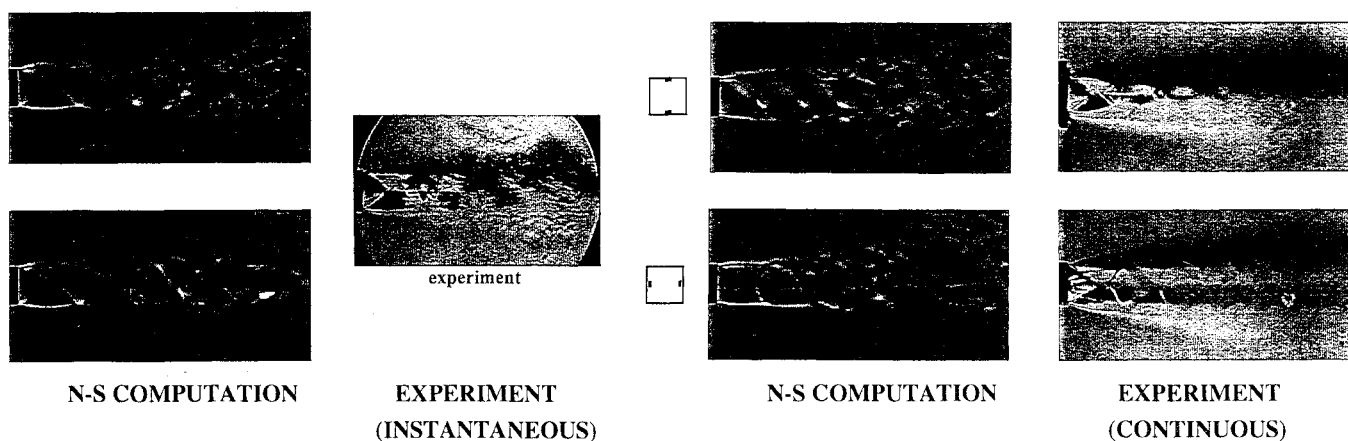 experiment
N-S COMPUTATION
EXPERIMENT
(INSTANTANEOUS)
N-S COMPUTATION
EXPERIMENT
(CONTINUOUS)